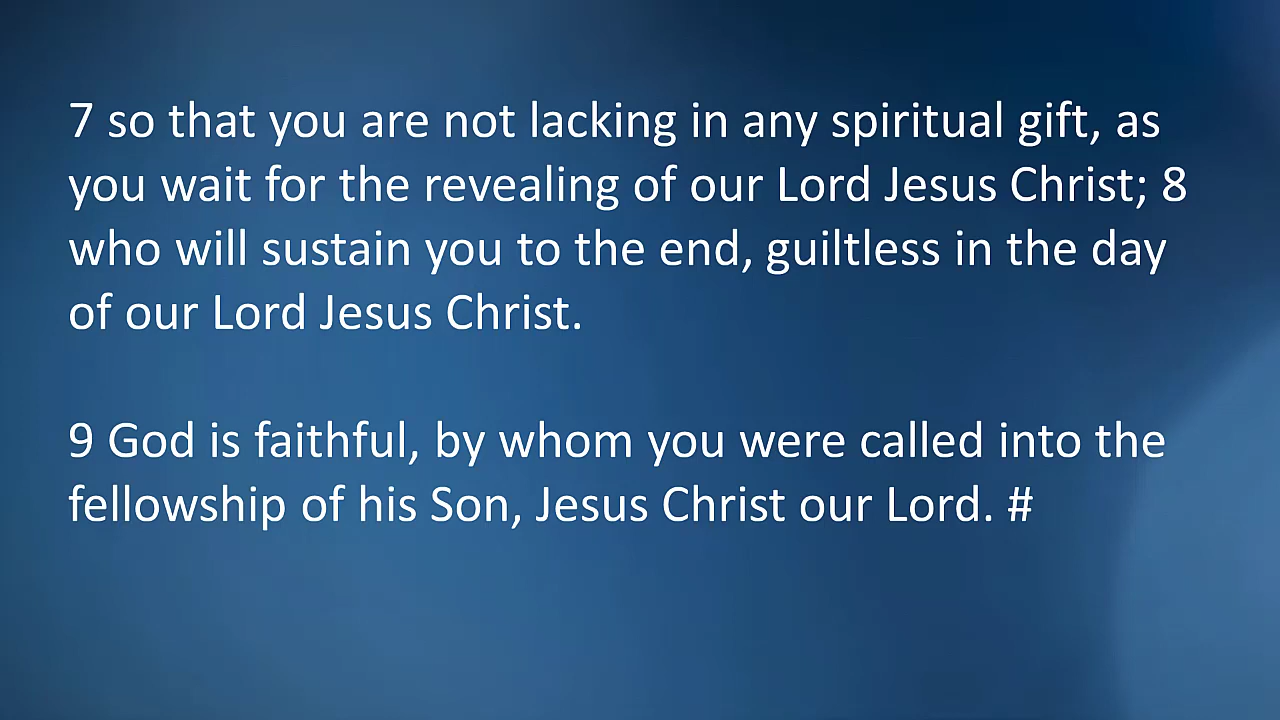 7 so that you are not lacking in any spiritual gift, as
you wait for the revealing of our Lord Jesus Christ; 8
who will sustain you to the end, guiltless in the day
of our Lord Jesus Christ.
9 God is faithful, by whom you were called into the
fellowship of his Son, Jesus Christ our Lord. #